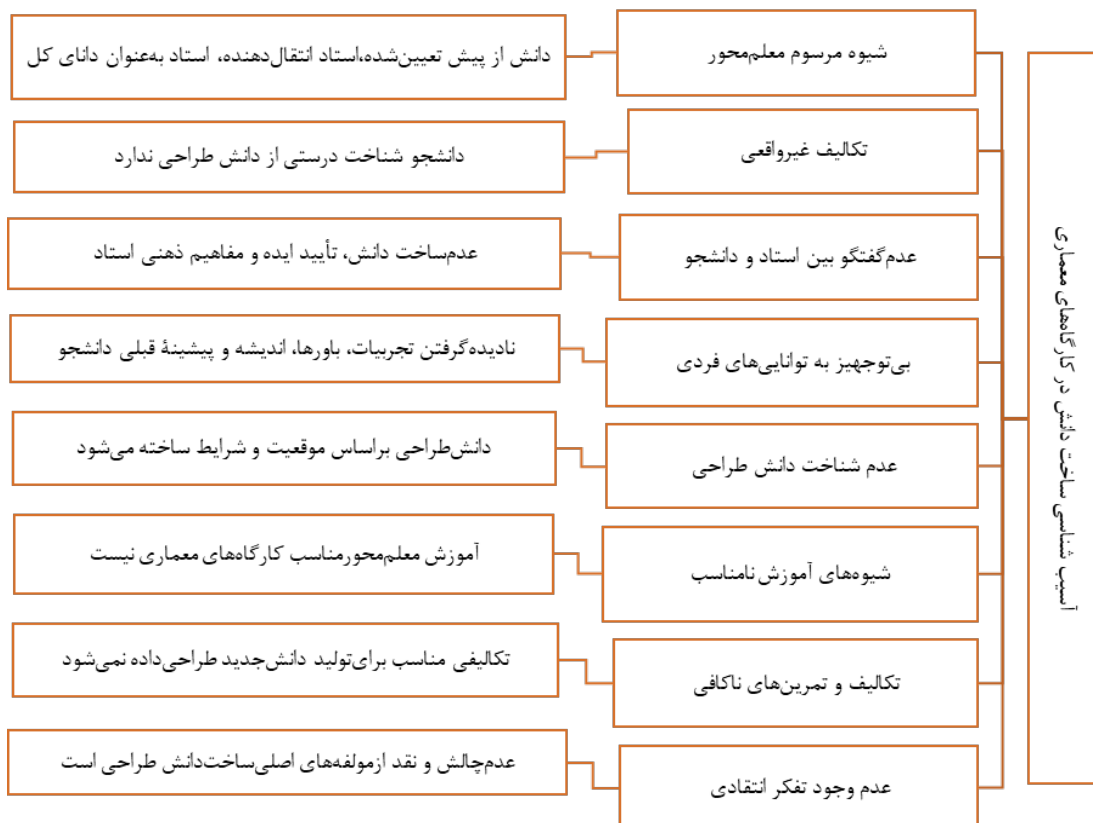 آسیب شناسی ساخت دانش در کارگاه‌های معماری
شیوه مرسوم معلم‌محور
دانش از پیش تعیین‌شده،استاد انتقال‌دهنده، استاد به‌عنوان دانای کل
تکالیف غیرواقعی
دانشجو شناخت درستی از دانش طراحی ندارد
عدم‌گفتگو بین استاد و دانشجو
عدم‌ساخت دانش، تأیید ایده و مفاهیم ذهنی استاد
بی‌توجهیز به توانایی‌های فردی
نادیده‌گرفتن تجربیات، باورها، اندیشه و پیشینۀ قبلی دانشجو
عدم شناخت دانش طراحی
دانش‌طراحی براساس موقعیت و شرایط ساخته می‌شود
شیوه‌های آموزش نامناسب
آموزش معلم‌محورمناسب کارگاه‌های معماری نیست
تکالیف و تمرین‌های ناکافی
تکالیفی مناسب برای‌تولید دانش‌جدید طراحی‌داده نمی‌شود
عدم وجود تفکر انتقادی
عدم‌چالش و نقد ازمولفه‌های اصلی‌ساخت‌دانش طراحی است